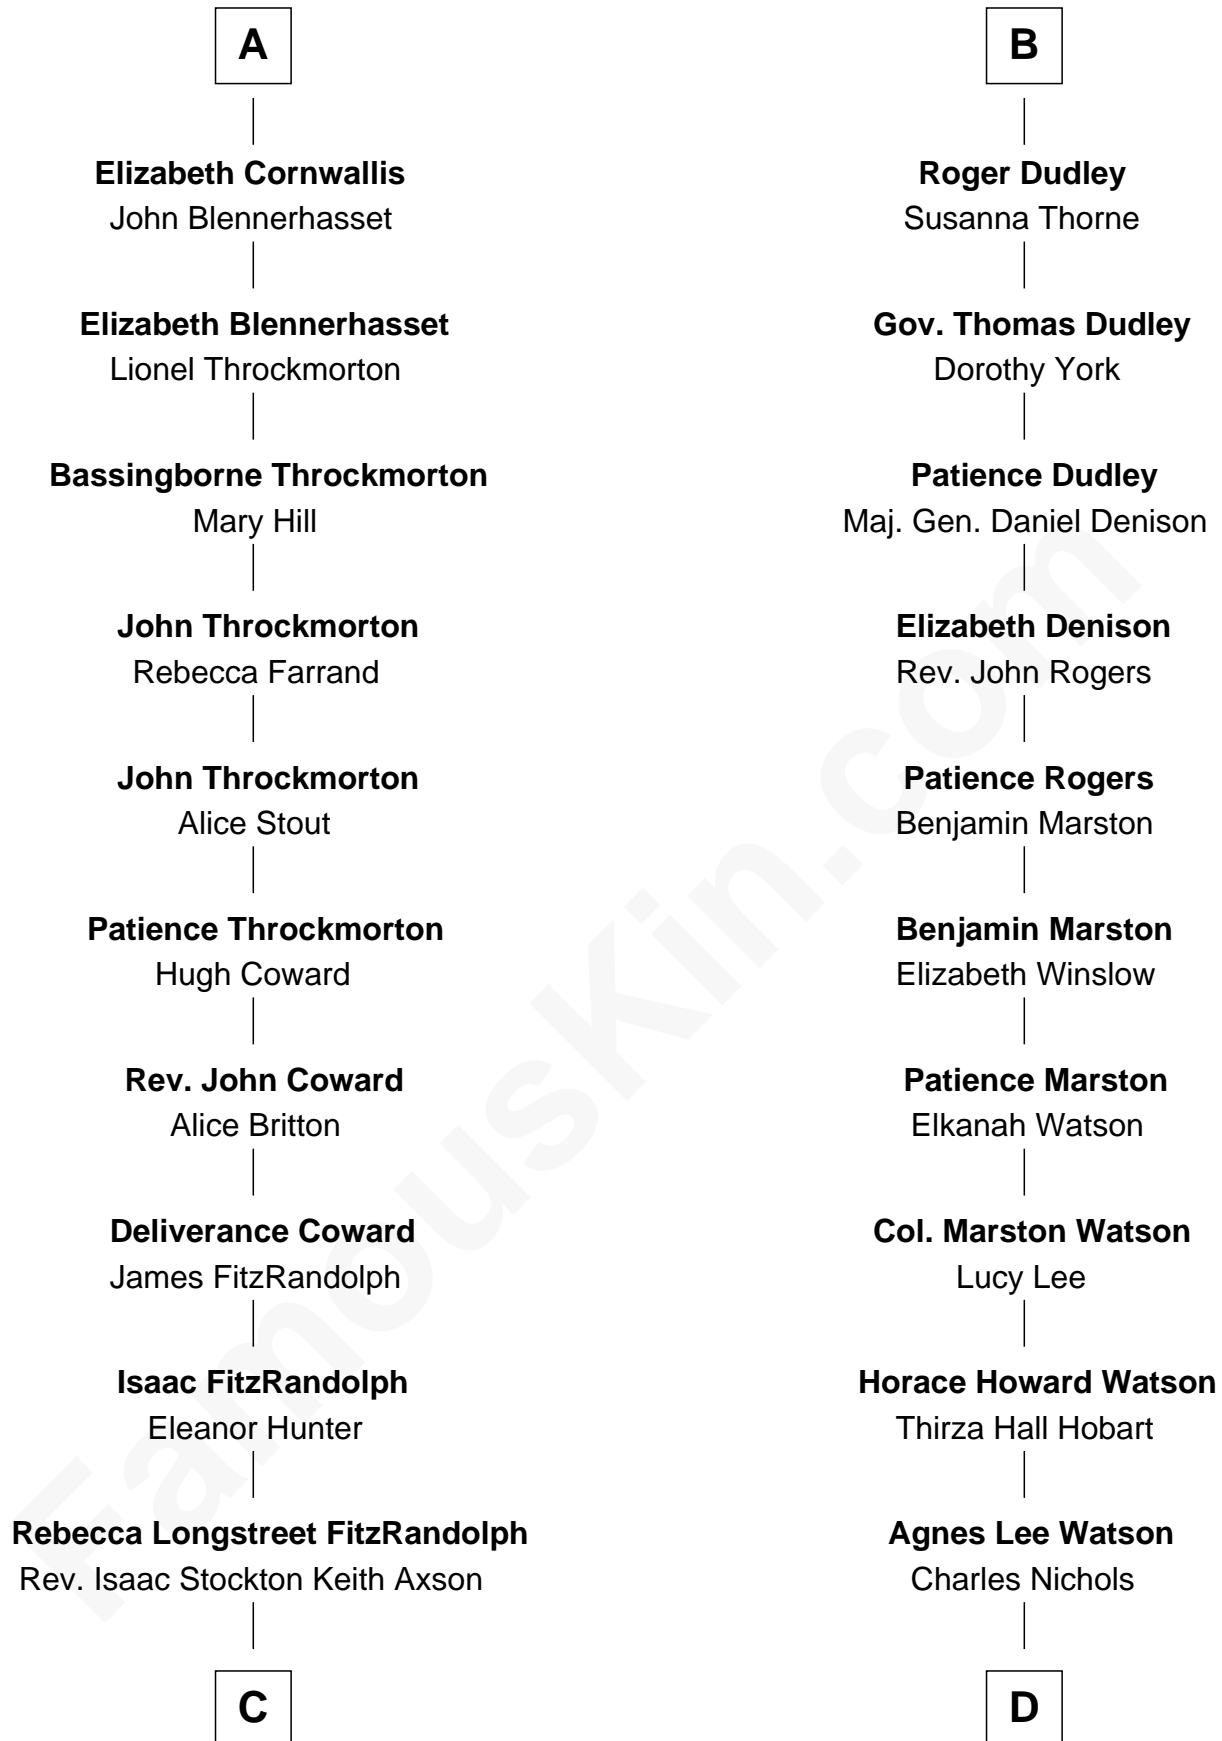 A
Elizabeth Cornwallis
John Blennerhasset
Elizabeth Blennerhasset
Lionel Throckmorton
Bassingborne Throckmorton
Mary Hill
John Throckmorton
Rebecca Farrand
John Throckmorton
Alice Stout
Patience Throckmorton
Hugh Coward
Rev. John Coward
Alice Britton
Deliverance Coward
James FitzRandolph
Isaac FitzRandolph
Eleanor Hunter
Rebecca Longstreet FitzRandolph
Rev. Isaac Stockton Keith Axson
C
B
Roger Dudley
Susanna Thorne
Gov. Thomas Dudley
Dorothy York
Patience Dudley
Maj. Gen. Daniel Denison
Elizabeth Denison
Rev. John Rogers
Patience Rogers
Benjamin Marston
Benjamin Marston
Elizabeth Winslow
Patience Marston
Elkanah Watson
Col. Marston Watson
Lucy Lee
Horace Howard Watson
Thirza Hall Hobart
Agnes Lee Watson
Charles Nichols
D
FamousKin.com